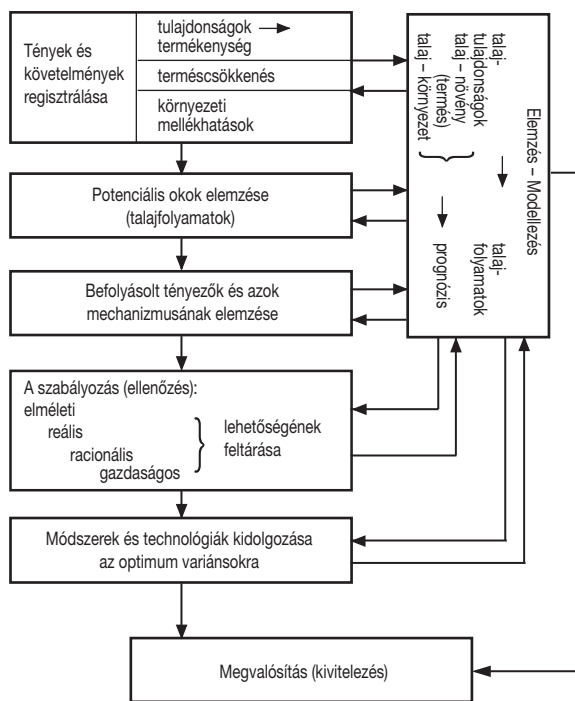 Tények és
követelmények
regisztrálása
tulajdonságok →
termékenység
terméscsökkenés
környezeti
mellékhatások
Potenciális okok elemzése
(talajfolyamatok)
Befolyásolt tényezők és azok
mechanizmusának elemzése
A szabályozás (ellenőzés):
elméleti
reális
racionális
gazdaságos
lehetőségének
feltárása
Módszerek és technológiák kidolgozása
az optimum variánsokra
Megvalósítás (kivitelezés)
Elemzés – Modellezés
talaj-
tulajdonságok
talaj – növény
(termés)
talaj – környezet
talaj-
folyamatok
prognózis